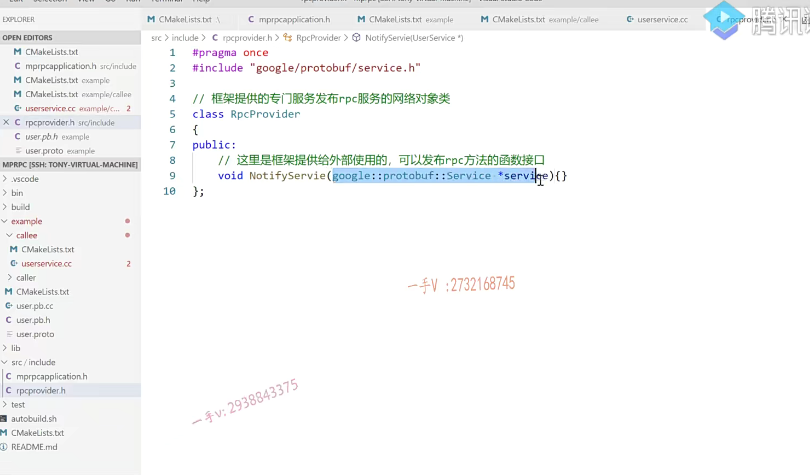 EXPLORER
OPEN EDITORS
CMakeLists.txt
mprpcapplication.h src/include
CMakeLists.txt example
CMakeLists.txt example/callee
userservice.cc example/c... 2
rpcprovider.h src/include
user.pb.h example
user.proto example
MPRPC [SSH: TONY-VIRTUAL-MACHINE]
.vscode
bin
build
example
callee
CMakeLists.txt
userservice.cc 2
caller
CMakeLists.txt
user.pb.cc
user.pb.h
user.proto
lib
src / include
mprpcapplication.h
rpcprovider.h
test
autobuild.sh
CMakeLists.txt
README.md
CMakeLists.txt .\ mprpcapplication.h CMakeLists.txt example CMakeLists.txt example/callee userservice.cc
腾讯
src > include > rpcprovider.h > RpcProvider > NotifyServie(UserService *)
1 #pragma once
2 #include "google/protobuf/service.h"
3
4 // 框架提供的专门服务发布rpc服务的网络对象类
5 class RpcProvider
6 {
7 public:
8 // 这里是框架提供给外部使用的，可以发布rpc方法的函数接口
9 void NotifyServie(google::protobuf::Service *service){}
10 };
一手V :2732168745
一手v: 2938843375